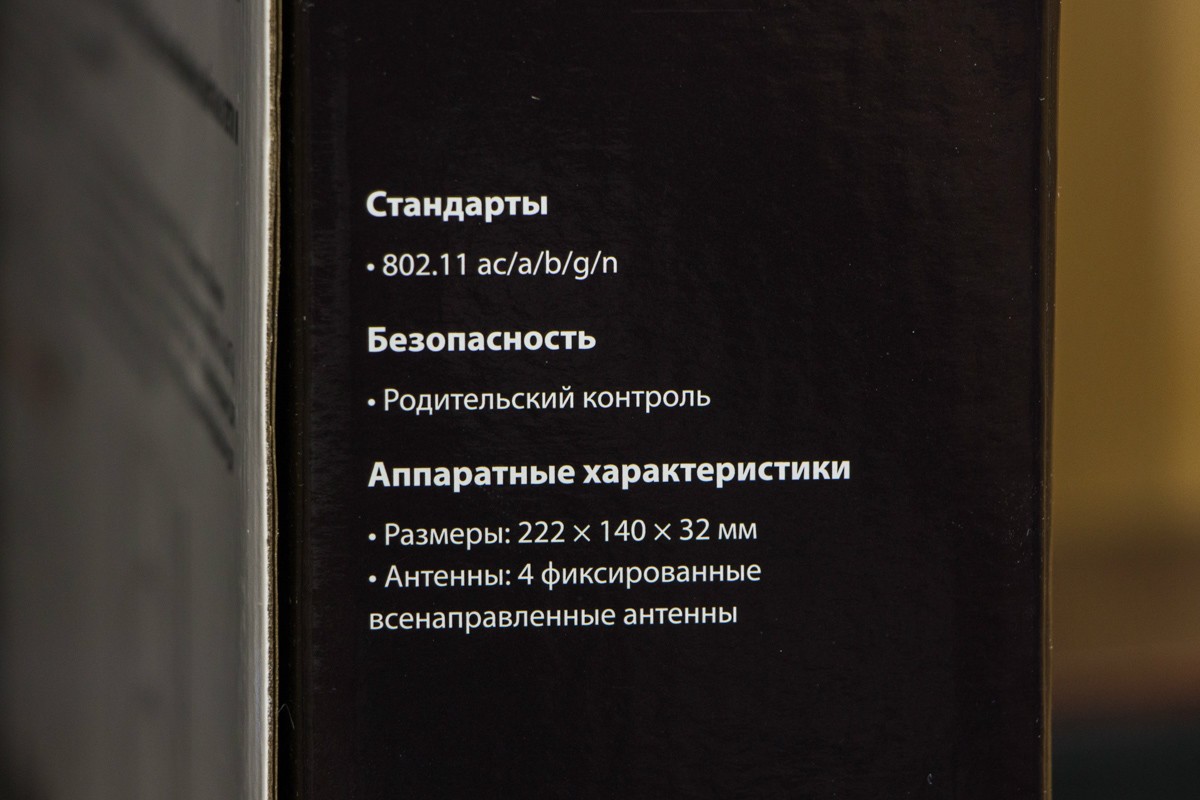 Стандарты
• 802.11 ac/a/b/g/n
Безопасность
• Родительский контроль
Аппаратные характеристики
• Размеры: 222 × 140 × 32 мм
• Антенны: 4 фиксированные
всенаправленные антенны